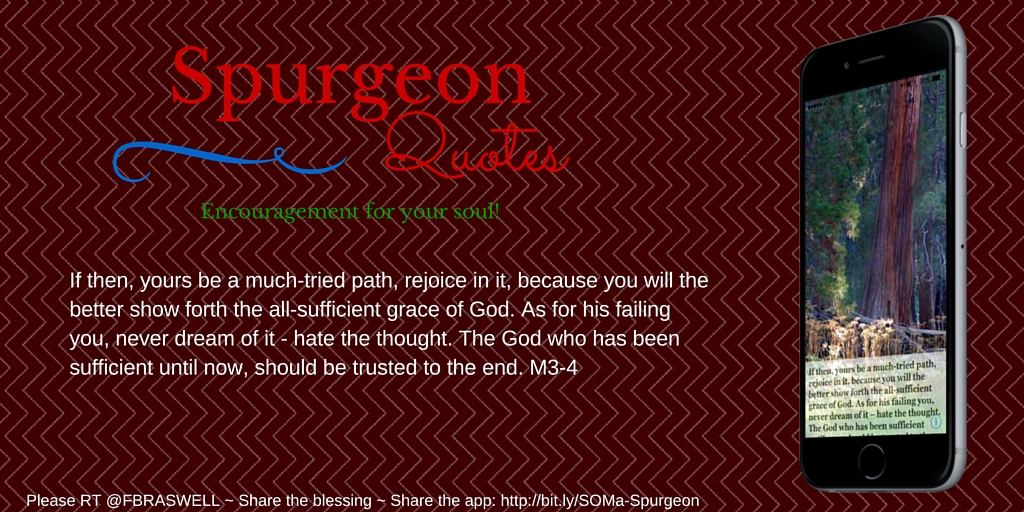 Spurgeon
Quotes
Encouragement for your soul!
If then, yours be a much-tried path, rejoice in it, because you will the
better show forth the all-sufficient grace of God. As for his failing
you, never dream of it - hate the thought. The God who has been
sufficient until now, should be trusted to the end. M3-4
If then, yours be a much-tried path,
rejoice in it, because you will the
better show forth the all-sufficient
grace of God. As for his failing you,
never dream of it – hate the thought.
The God who has been sufficient
Please RT @FBRASWELL ~ Share the blessing ~ Share the app: http://bit.ly/SOMa-Spurgeon